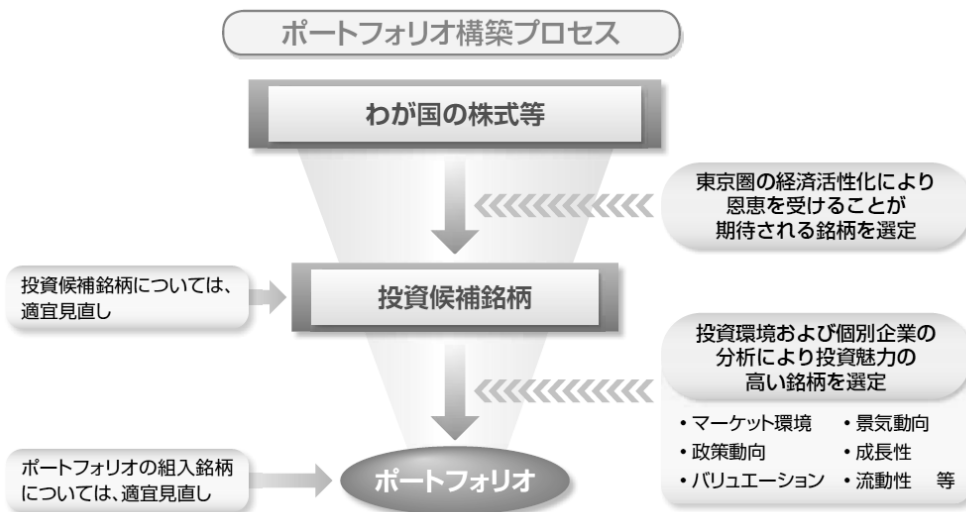 ポートフォリオ構築プロセス
わが国の株式等
東京圏の経済活性化により
恩恵を受けることが
期待される銘柄を選定
投資候補銘柄については、
適宜見直し
投資候補銘柄
投資環境および個別企業の
分析により投資魅力の
高い銘柄を選定
・マーケット環境 ・景気動向
・政策動向 ・成長性
・バリュエーション ・流動性 等
ポートフォリオの組入銘柄
については、適宜見直し
ポートフォリオ